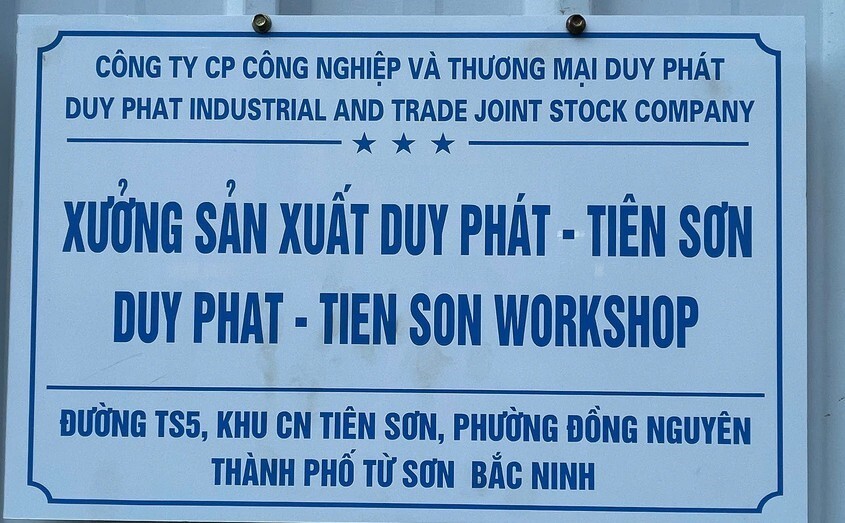 CÔNG TY CP CÔNG NGHIỆP VÀ THƯƠNG MẠI DUY PHÁT
DUY PHAT INDUSTRIAL AND TRADE JOINT STOCK COMPANY
XƯỞNG SẢN XUẤT DUY PHÁT - TIÊN SƠN
DUY PHAT - TIEN SON WORKSHOP
ĐƯỜNG TS5, KHU CN TIÊN SƠN, PHƯỜNG ĐỒNG NGUYÊN
THÀNH PHỐ TỪ SƠN BẮC NINH